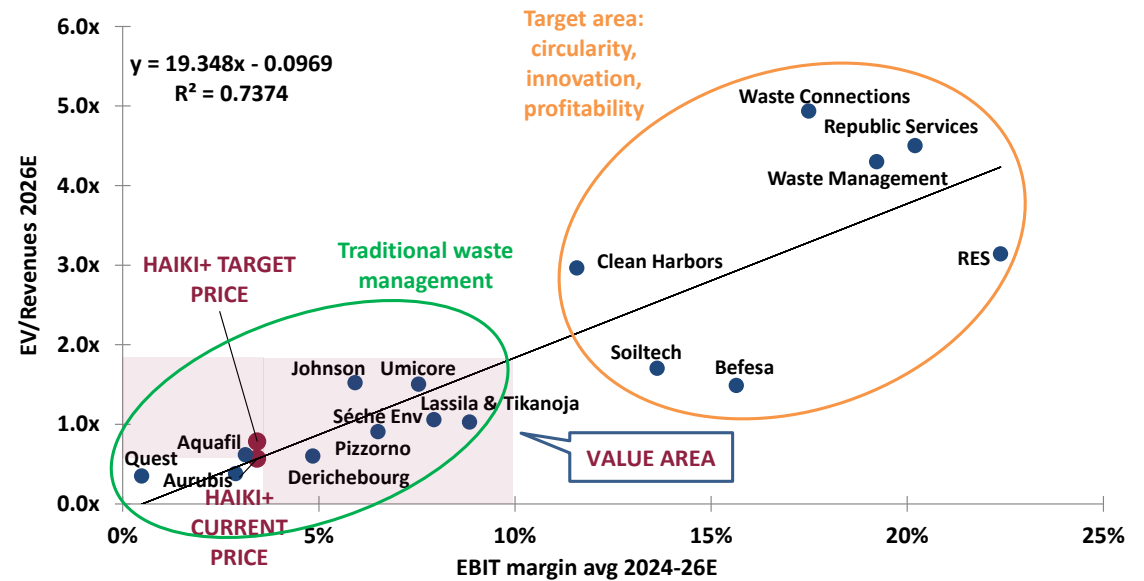 6.0x
5.0x
4.0x
3.0x
2.0x
1.0x
0.0x
EV/Revenues 2026E
y = 19.348x - 0.0969
R² = 0.7374
Target area:
circularity,
innovation,
profitability
Waste Connections
Republic Services
Waste Management
Clean Harbors
RES
Soiltech
Befesa
Traditional waste
management
HAIKI+ TARGET
PRICE
Johnson
Umicore
Lassila & Tikanoja
Séché Env
Pizzorno
Derichebourg
Aquafil
Quest
Aurubis
HAIKI+
CURRENT
PRICE
VALUE AREA
0%
5%
10%
15%
20%
25%
EBIT margin avg 2024-26E